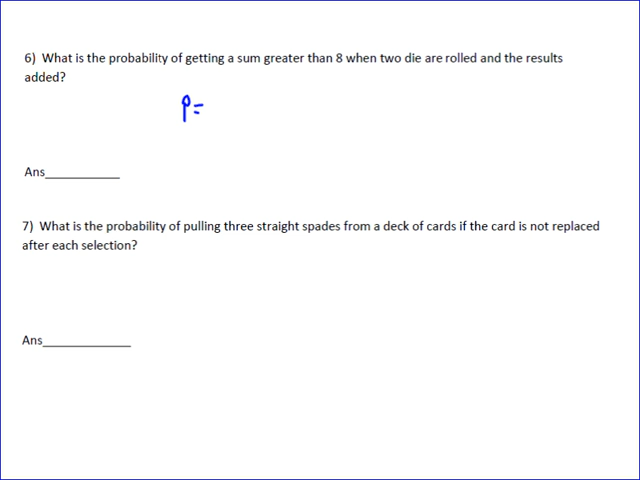 6) What is the probability of getting a sum greater than 8 when two die are rolled and the results
added?
P=
Ans___________
7) What is the probability of pulling three straight spades from a deck of cards if the card is not replaced
after each selection?
Ans_____________